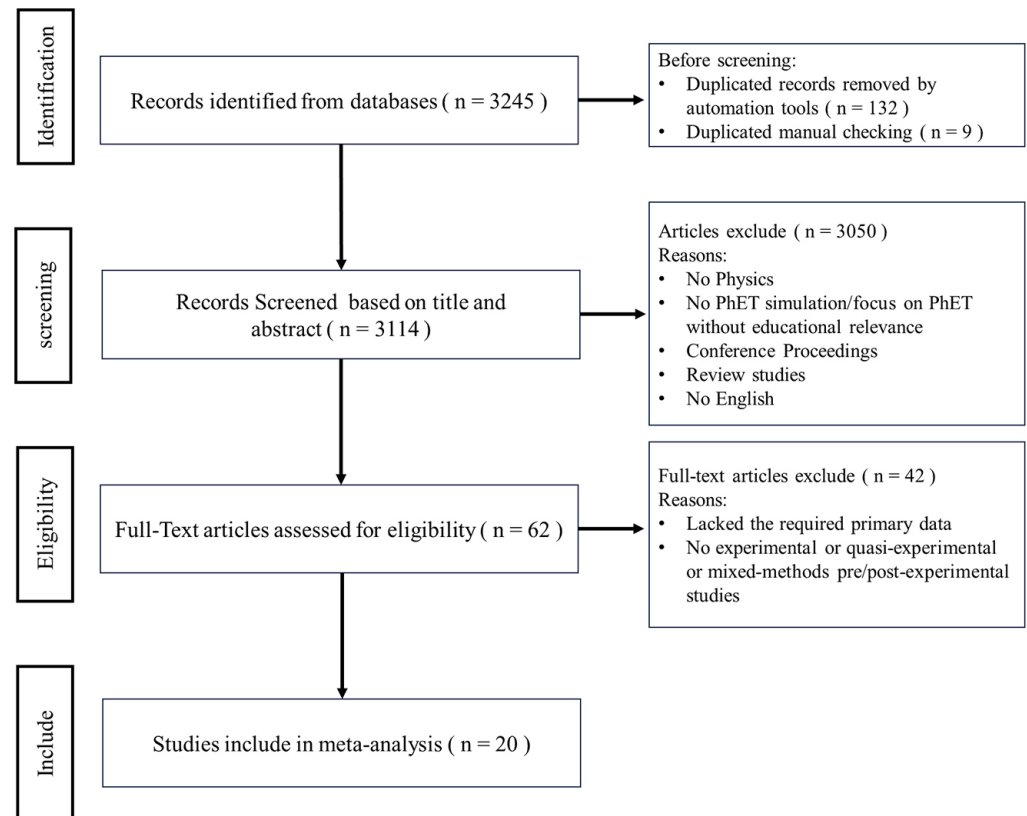 Identification
Records identified from databases ( n = 3245 )
Before screening:
• Duplicated records removed by
automation tools ( n = 132 )
• Duplicated manual checking ( n = 9 )
screening
Records Screened based on title and
abstract ( n = 3114 )
Articles exclude ( n = 3050 )
Reasons:
• No Physics
• No PhET simulation/focus on PhET
without educational relevance
• Conference Proceedings
• Review studies
• No English
Eligibility
Full-Text articles assessed for eligibility ( n = 62 )
Full-text articles exclude ( n = 42 )
Reasons:
• Lacked the required primary data
• No experimental or quasi-experimental
or mixed-methods pre/post-experimental
studies
Include
Studies include in meta-analysis ( n = 20 )